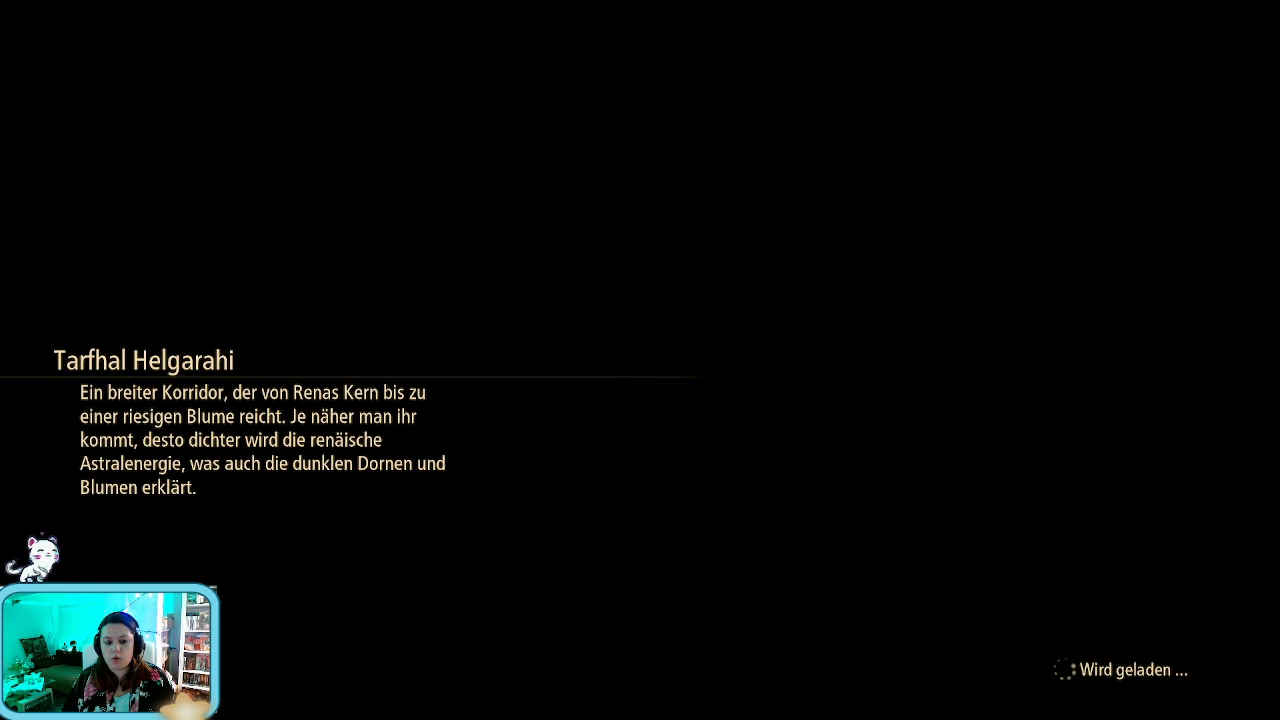 Tarfhal Helgarahi
Ein breiter Korridor, der von Renas Kern bis zu
einer riesigen Blume reicht. Je näher man ihr
kommt, desto dichter wird die renäische
Astralenergie, was auch die dunklen Dornen und
Blumen erklärt.
Wird geladen ...